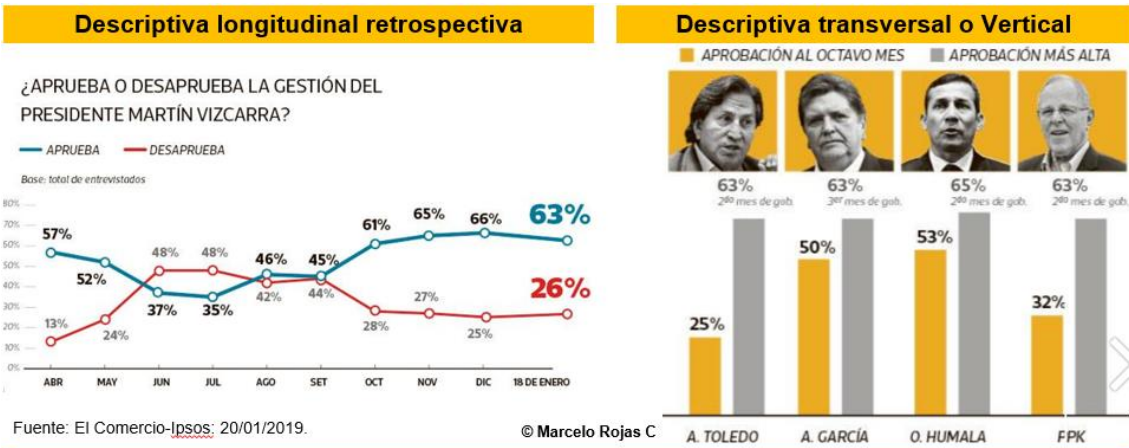 Descriptiva longitudinal retrospectiva
¿APRUEBA O DESAPRUEBA LA GESTIÓN DEL
PRESIDENTE MARTÍN VIZCARRA?
APRUEBA DESAPRUEBA
Base: total de entrevistados
80%
70%
60%
50%
40%
30%
20%
10%
0%
57% 52% 37% 35% 46% 45% 61% 65% 66% 63%
13% 24% 48% 48% 42% 44% 28% 27% 25% 26%
ABR MAY JUN JUL AGO SET OCT NOV DIC 18 DE ENERO
Fuente: El Comercio-Ipsos: 20/01/2019.
© Marcelo Rojas C
Descriptiva transversal o Vertical
APROBACIÓN AL OCTAVO MES APROBACIÓN MÁS ALTA
63% 63% 65% 63%
2do mes de gob. 3er mes de gob. 2do mes de gob. 2do mes de gob.
25% 50% 53% 32%
A. TOLEDO A. GARCÍA O. HUMALA PPK